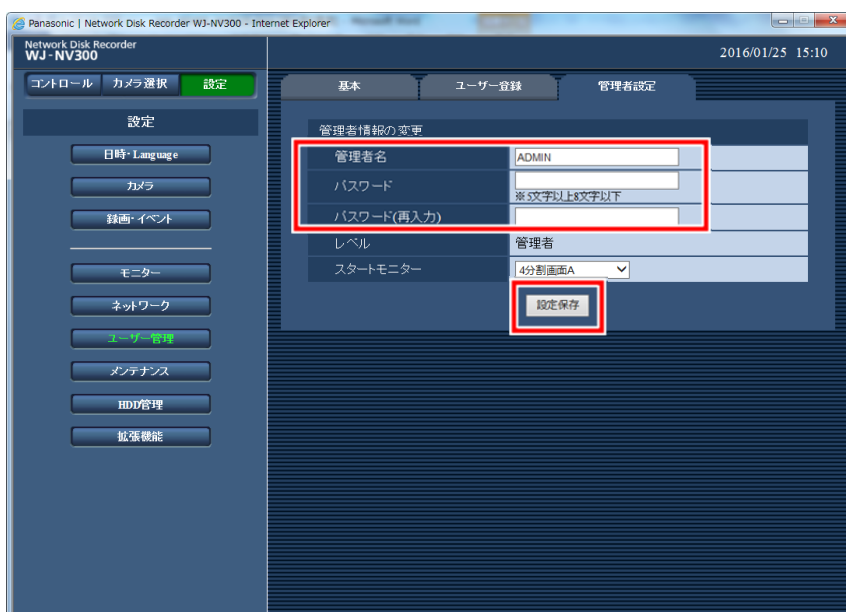 Panasonic | Network Disk Recorder WJ-NV300 - Internet Explorer
Network Disk Recorder
WJ-NV300
2016/01/25 15:10
コントロール カメラ選択 設定
基本 ユーザー登録 管理者設定
設定
日時・Language
カメラ
録画・イベント
モニター
ネットワーク
ユーザー管理
メンテナンス
HDD管理
拡張機能
管理者情報の変更
管理者名 ADMIN
パスワード
※5文字以上8文字以下
パスワード(再入力)
レベル 管理者
スタートモニター 4分割画面A
設定保存